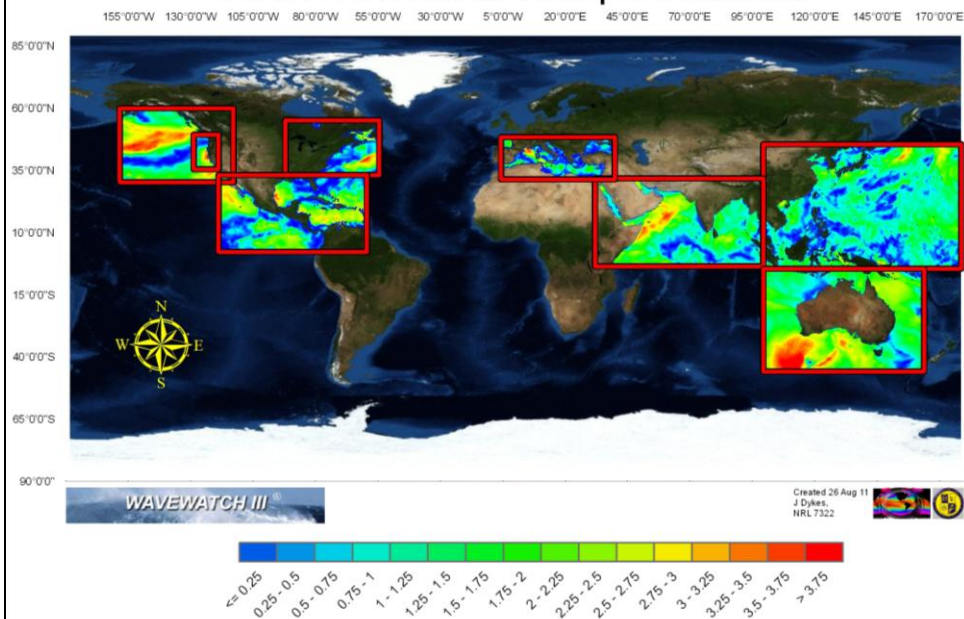 155°0'0"W 130°0'0"W 105°0'0"W 80°0'0"W 55°0'0"W 30°0'0"W 5°0'0"W 20°0'0"E 45°0'0"E 70°0'0"E 95°0'0"E 120°0'0"E 145°0'0"E 170°0'0"E
85°0'0"N
60°0'0"N
35°0'0"N
10°0'0"N
15°0'0"S
40°0'0"S
65°0'0"S
90°0'0"
N
W E
S
WAVEWATCH III ®
Created 26 Aug 11
J Dykes,
NRL 7322
<= 0.25
0.25 - 0.5
0.5 - 0.75
0.75 - 1
1 - 1.25
1.25 - 1.5
1.5 - 1.75
1.75 - 2
2 - 2.25
2.25 - 2.5
2.5 - 2.75
2.75 - 3
3 - 3.25
3.25 - 3.5
3.5 - 3.75
> 3.75